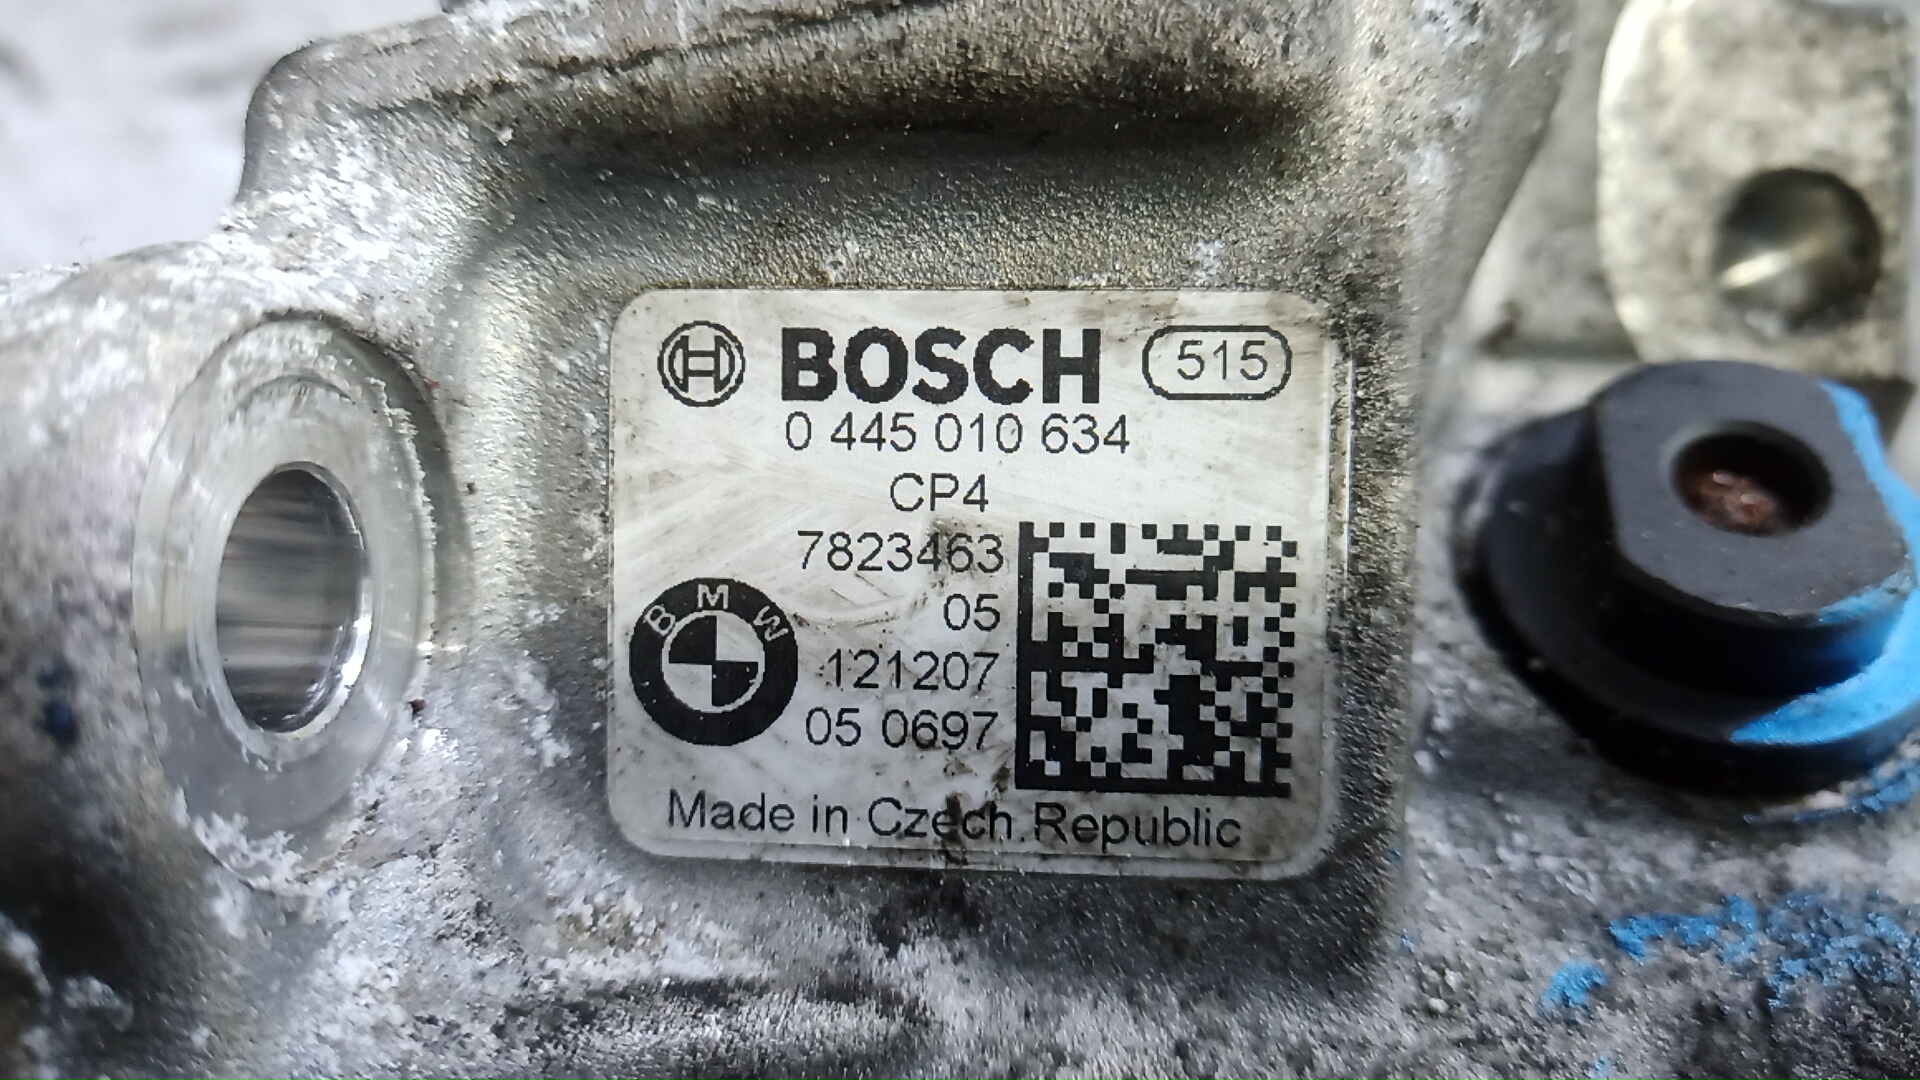 BOSCH 515
0 445 010 634
CP4
7823463
05
BMW
121207
05 0697
Made in Czech Republic